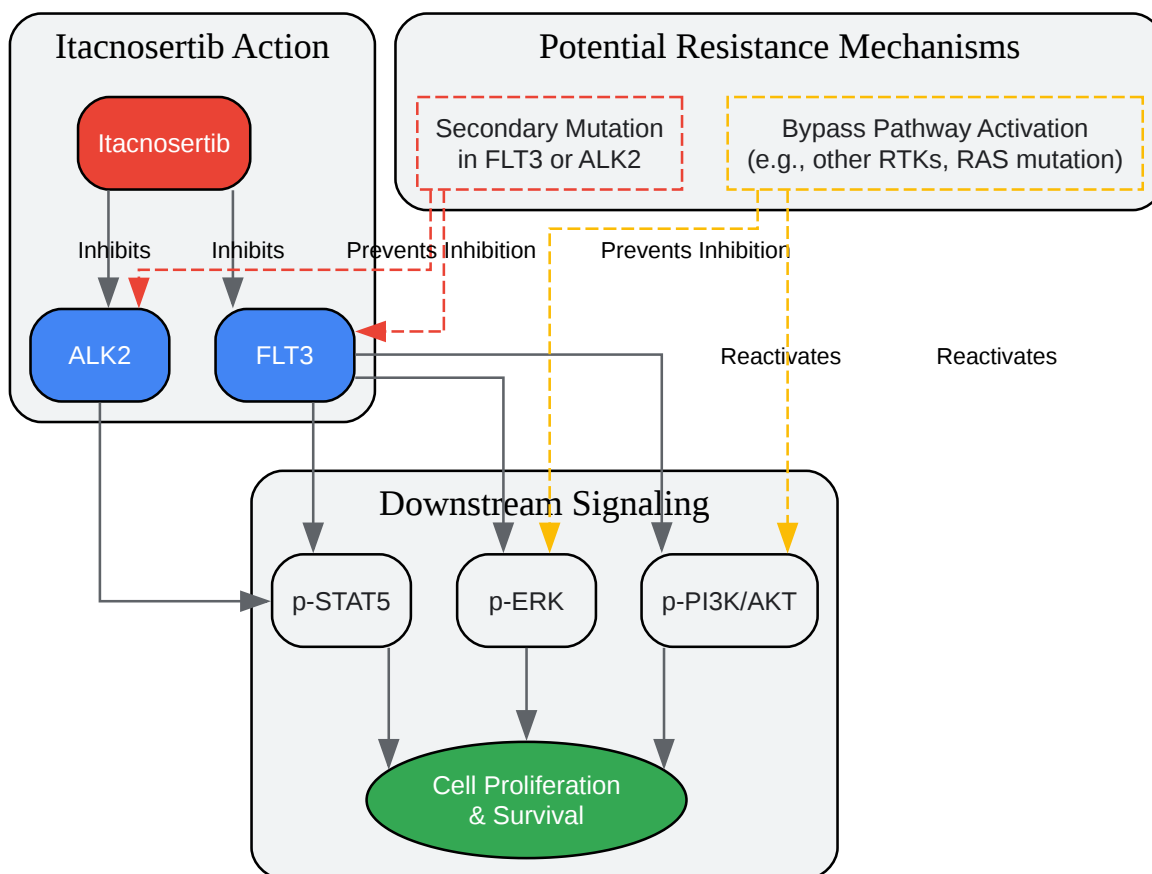 Itacnosertib Action
Potential Resistance Mechanisms
Itacnosertib
Secondary Mutation
in FLT3 or ALK2
Bypass Pathway Activation
(e.g., other RTKs, RAS mutation)
Inhibits
Inhibits
Prevents Inhibition
Prevents Inhibition
ALK2
FLT3
Reactivates
Reactivates
Downstream Signaling
p-STAT5
p-ERK
p-PI3K/AKT
Cell Proliferation
& Survival